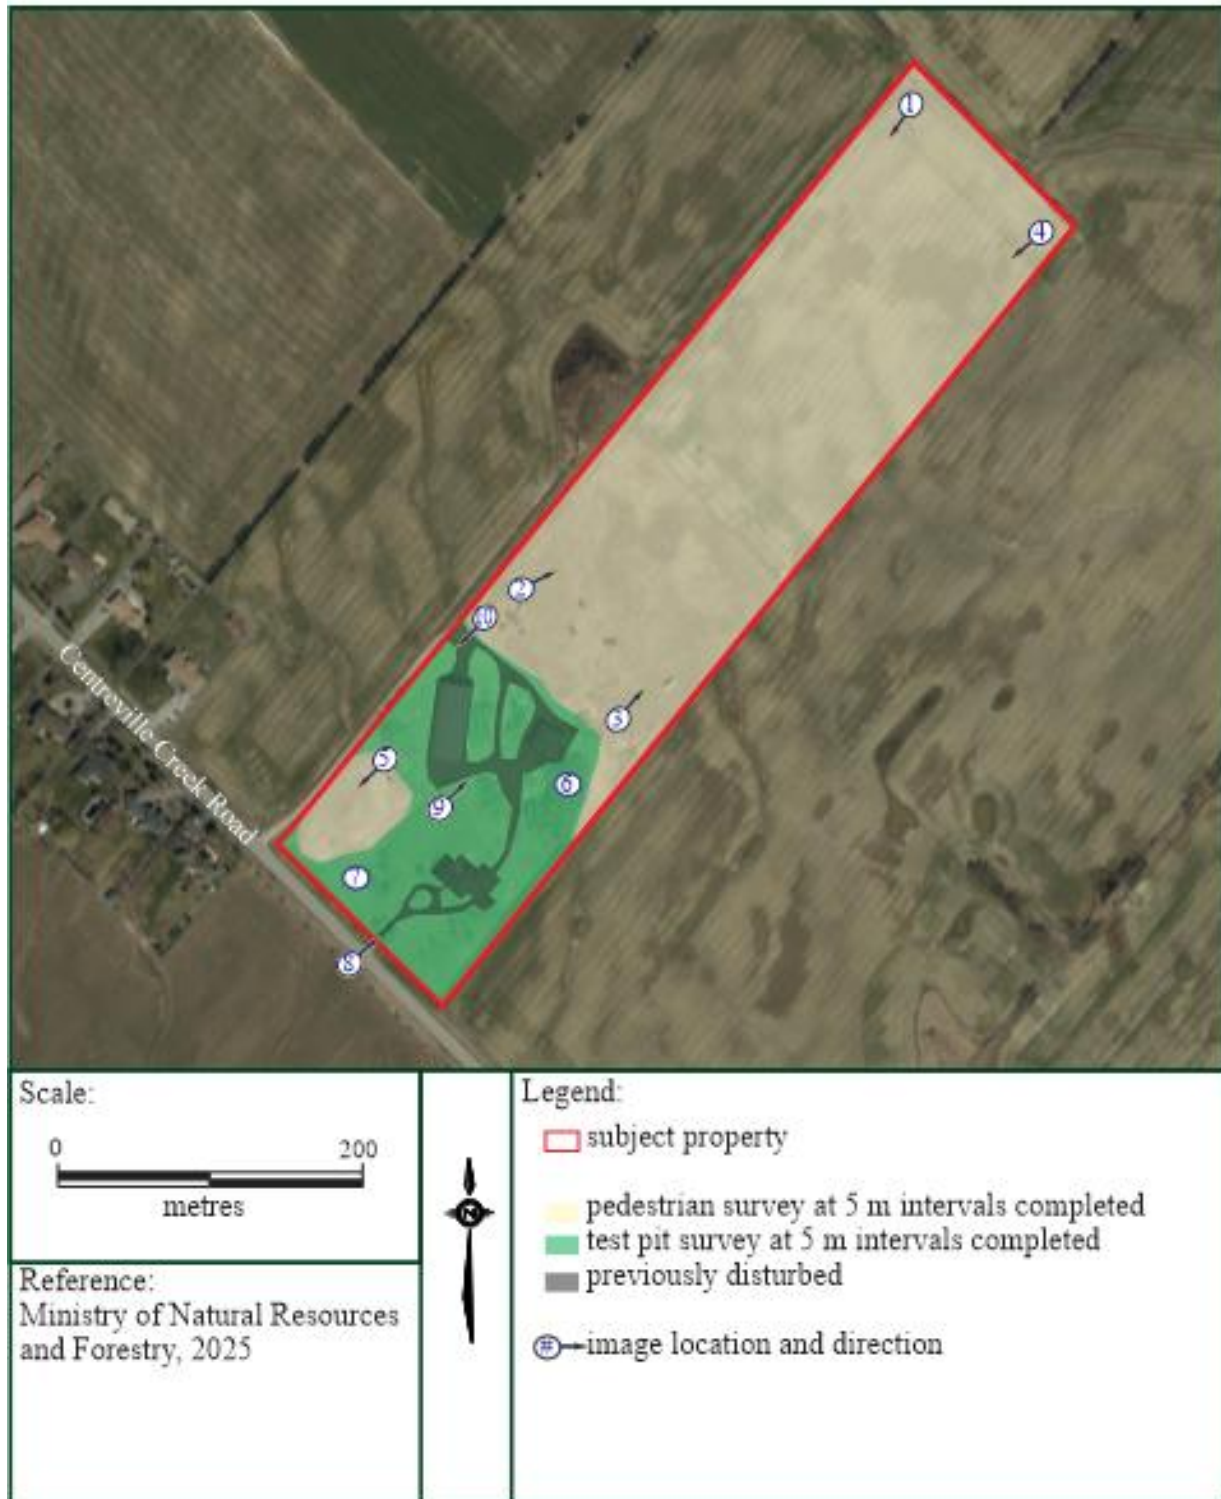 1
4
2
10
3
5
6
9
7
8
Centreville Creek Road
Scale:
0 200
metres
Reference:
Ministry of Natural Resources
and Forestry, 2025
N
Legend:
subject property
pedestrian survey at 5 m intervals completed
test pit survey at 5 m intervals completed
previously disturbed
# image location and direction